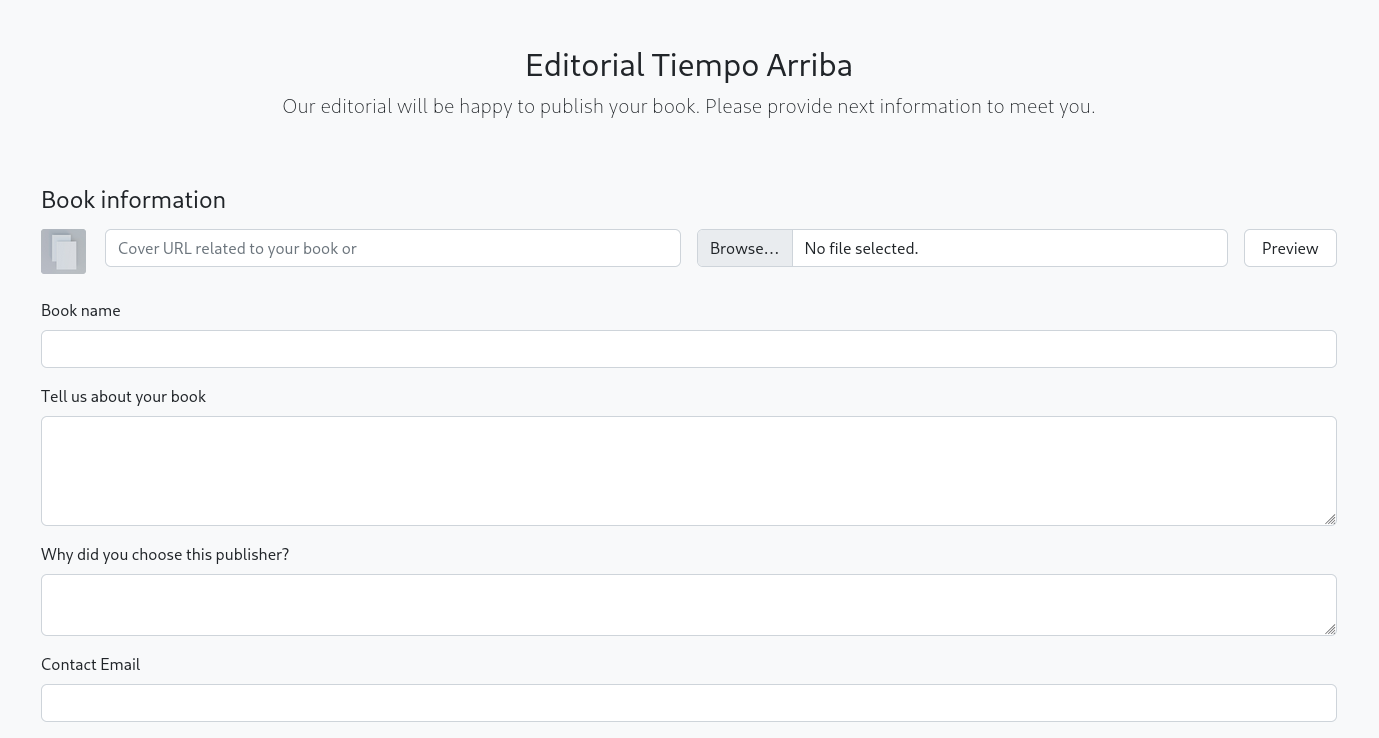 Editorial Tiempo Arriba
Our editorial will be happy to publish your book. Please provide next information to meet you.
Book information
Cover URL related to your book or
Browse...
No file selected.
Preview
Book name
Tell us about your book
Why did you choose this publisher?
Contact Email